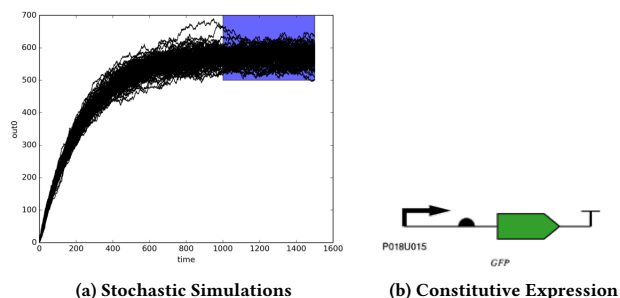 700
600
500
400
300
200
100
0
out0
0 200 400 600 800 1000 1200 1400 1600
time
P018U015
GFP
(a) Stochastic Simulations
(b) Constitutive Expression